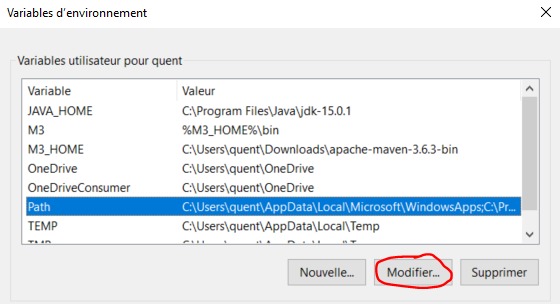 Variables d'environnement
Variables utilisateur pour quent
Variable Valeur
JAVA_HOME C:\Program Files\Java\jdk-15.0.1
M3 %M3_HOME%\bin
M3_HOME C:\Users\quent\Downloads\apache-maven-3.6.3-bin
OneDrive C:\Users\quent\OneDrive
OneDriveConsumer C:\Users\quent\OneDrive
Path C:\Users\quent\AppData\Local\Microsoft\WindowsApps;C:\Pr...
TEMP C:\Users\quent\AppData\Local\Temp
Nouvelle... Modifier... Supprimer